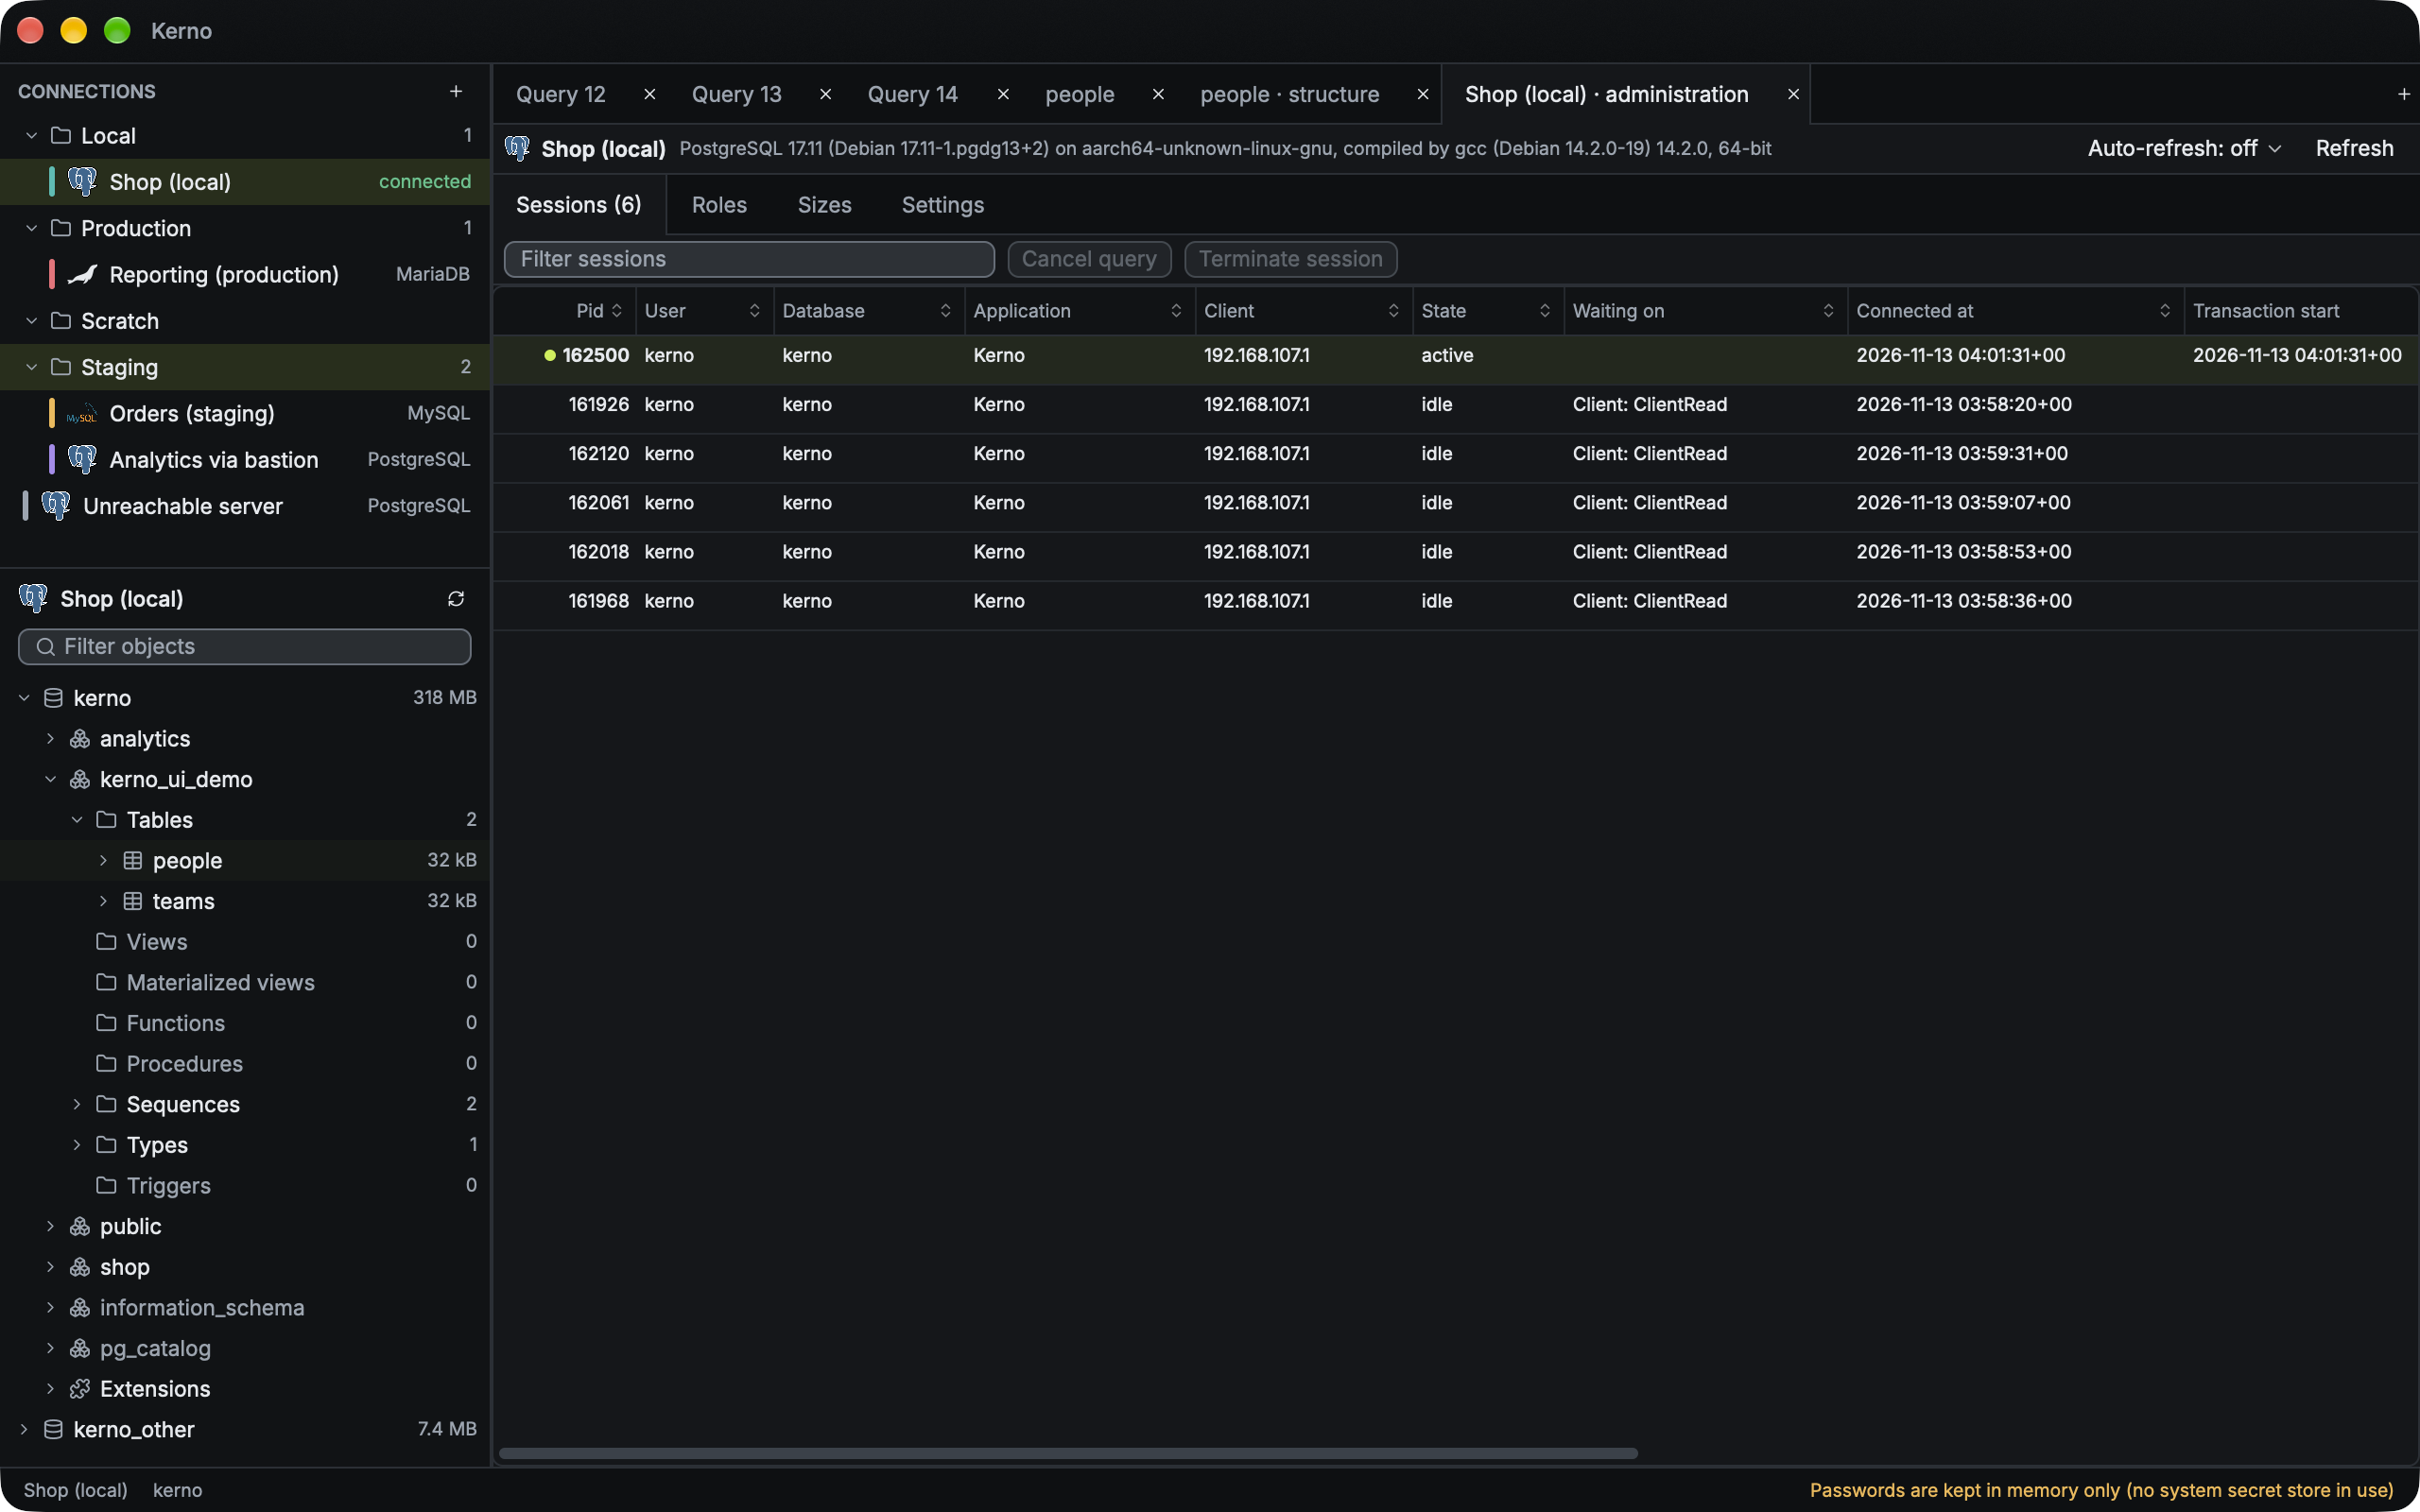 Kerno
CONNECTIONS
Local 1
Shop (local) connected
Production 1
Reporting (production) MariaDB
Scratch
Staging 2
MySQL Orders (staging) MySQL
Analytics via bastion PostgreSQL
Unreachable server PostgreSQL
Shop (local)
Filter objects
kerno 318 MB
analytics
kerno_ui_demo
Tables 2
people 32 kB
teams 32 kB
Views 0
Materialized views 0
Functions 0
Procedures 0
Sequences 2
Types 1
Triggers 0
public
shop
information_schema
pg_catalog
Extensions
kerno_other 7.4 MB
Query 12 Query 13 Query 14 people people · structure Shop (local) · administration
Shop (local) PostgreSQL 17.11 (Debian 17.11-1.pgdg13+2) on aarch64-unknown-linux-gnu, compiled by gcc (Debian 14.2.0-19) 14.2.0, 64-bit Auto-refresh: off Refresh
Sessions (6) Roles Sizes Settings
Filter sessions Cancel query Terminate session
Pid User Database Application Client State Waiting on Connected at Transaction start
162500 kerno kerno Kerno 192.168.107.1 active 2026-11-13 04:01:31+00 2026-11-13 04:01:31+00
161926 kerno kerno Kerno 192.168.107.1 idle Client: ClientRead 2026-11-13 03:58:20+00
162120 kerno kerno Kerno 192.168.107.1 idle Client: ClientRead 2026-11-13 03:59:31+00
162061 kerno kerno Kerno 192.168.107.1 idle Client: ClientRead 2026-11-13 03:59:07+00
162018 kerno kerno Kerno 192.168.107.1 idle Client: ClientRead 2026-11-13 03:58:53+00
161968 kerno kerno Kerno 192.168.107.1 idle Client: ClientRead 2026-11-13 03:58:36+00
Shop (local) kerno Passwords are kept in memory only (no system secret store in use)